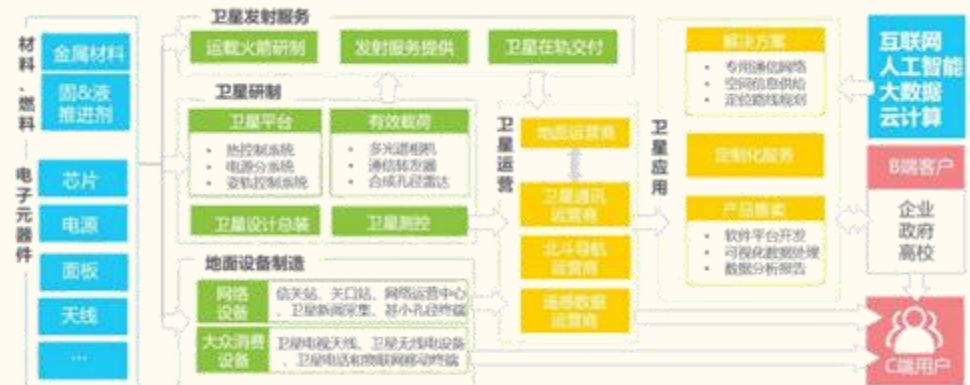 材料、燃料
金属材料
固&液
推进剂
电子元器件
芯片
电源
面板
天线
...
卫星发射服务
运载火箭研制
发射服务提供
卫星在轨交付
卫星研制
卫星平台
• 热控制系统
• 电源分系统
• 姿轨控制系统
有效载荷
• 多光谱相机
• 通信转发器
• 合成孔径雷达
卫星设计总装
卫星测控
地面设备制造
网络
设备
信关站、关口站、网络运营中心
、卫星新闻采集、甚小孔径终端
大众消费
设备
卫星电视天线、卫星无线电设备
、卫星电话和物联网移动终端
卫星运营
地面运营商
卫星通讯
运营商
北斗导航
运营商
遥感数据
运营商
卫星应用
解决方案
• 专用通信网络
• 空间信息供给
• 定位路线规划
定制化服务
产品售卖
• 软件平台开发
• 可视化数据处理
• 数据分析报告
互联网
人工智能
大数据
云计算
B端客户
企业
政府
高校
C端用户